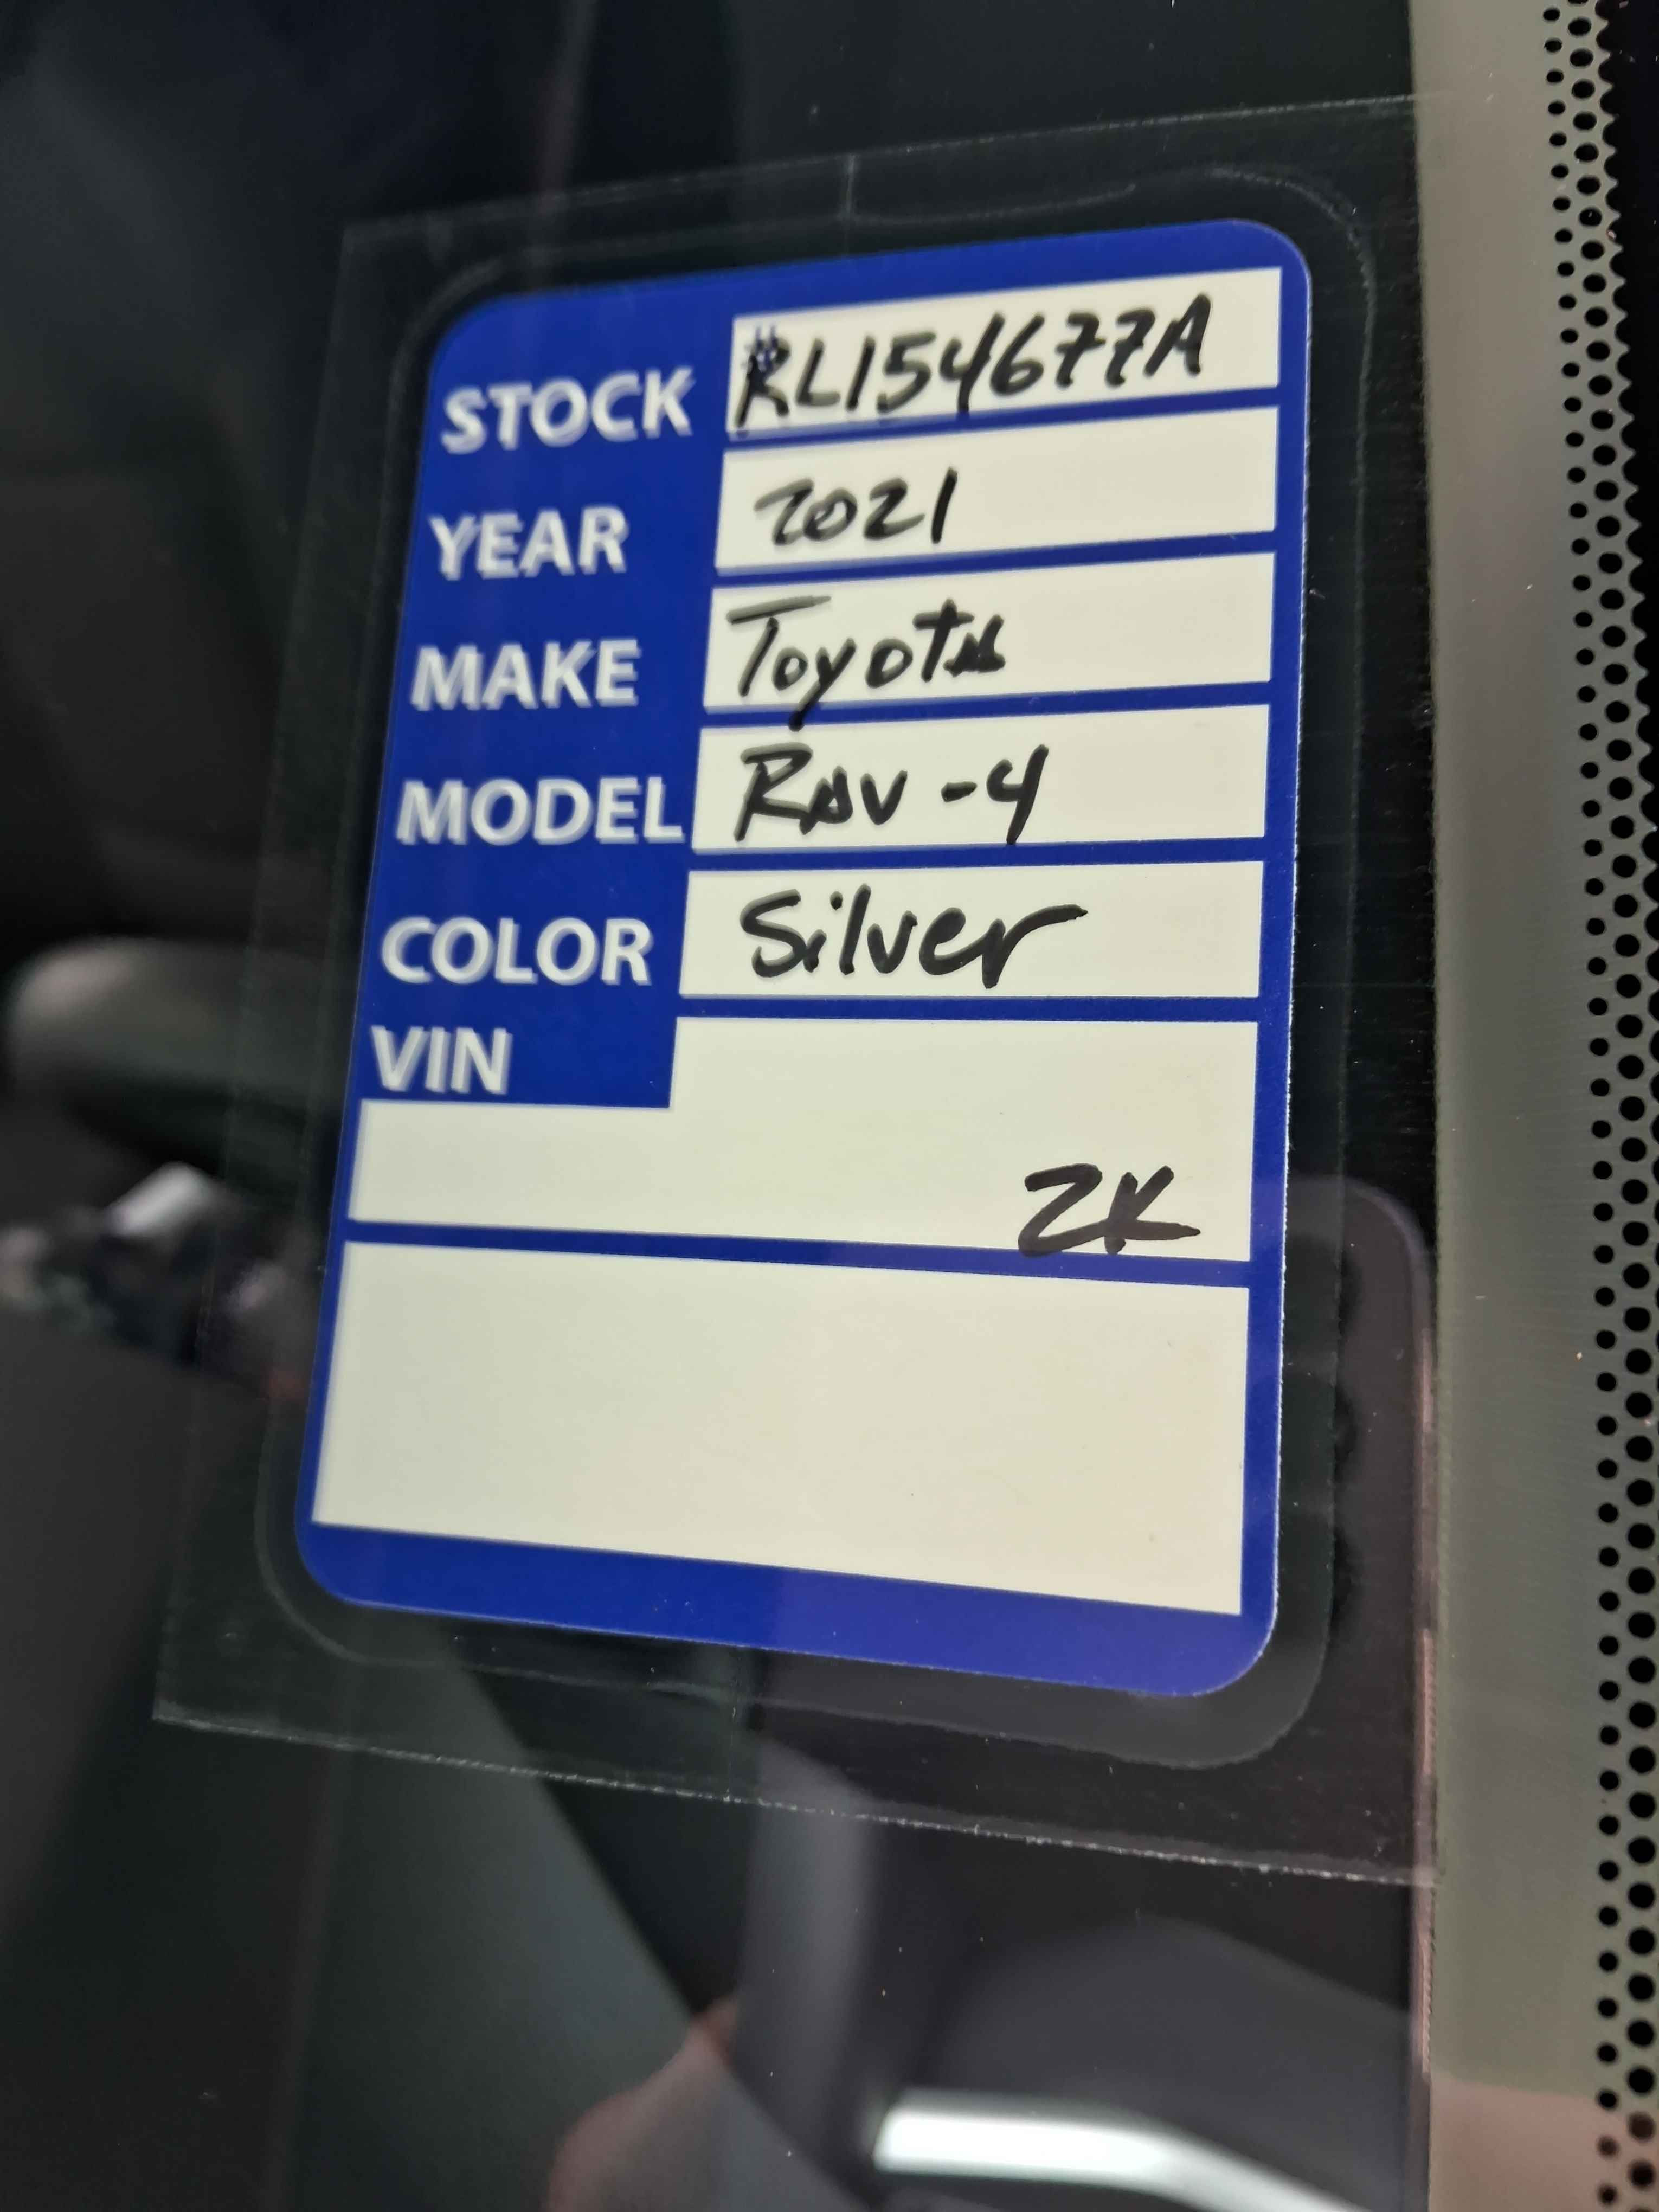 STOCK #RL154677A
YEAR 2021
MAKE Toyota
MODEL RAV-4
COLOR Silver
VIN
2K